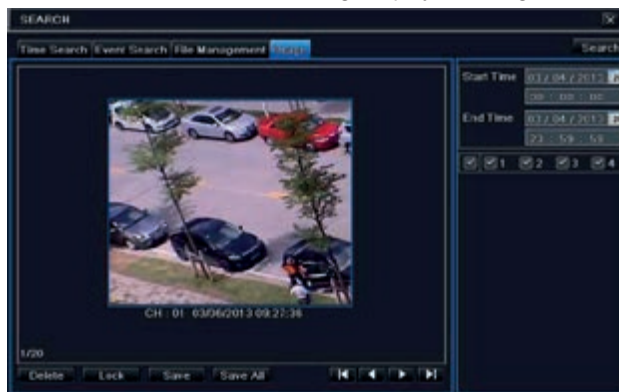 SEARCH
Time Search Event Search File Management Image
Search
Start Time 03 / 04 / 2013
00 : 00 : 00
End Time 03 / 04 / 2013
23 : 59 : 59
1 2 3 4
CH : 01 03/06/2013 09:27:36
1/20
Delete Lock Save Save All